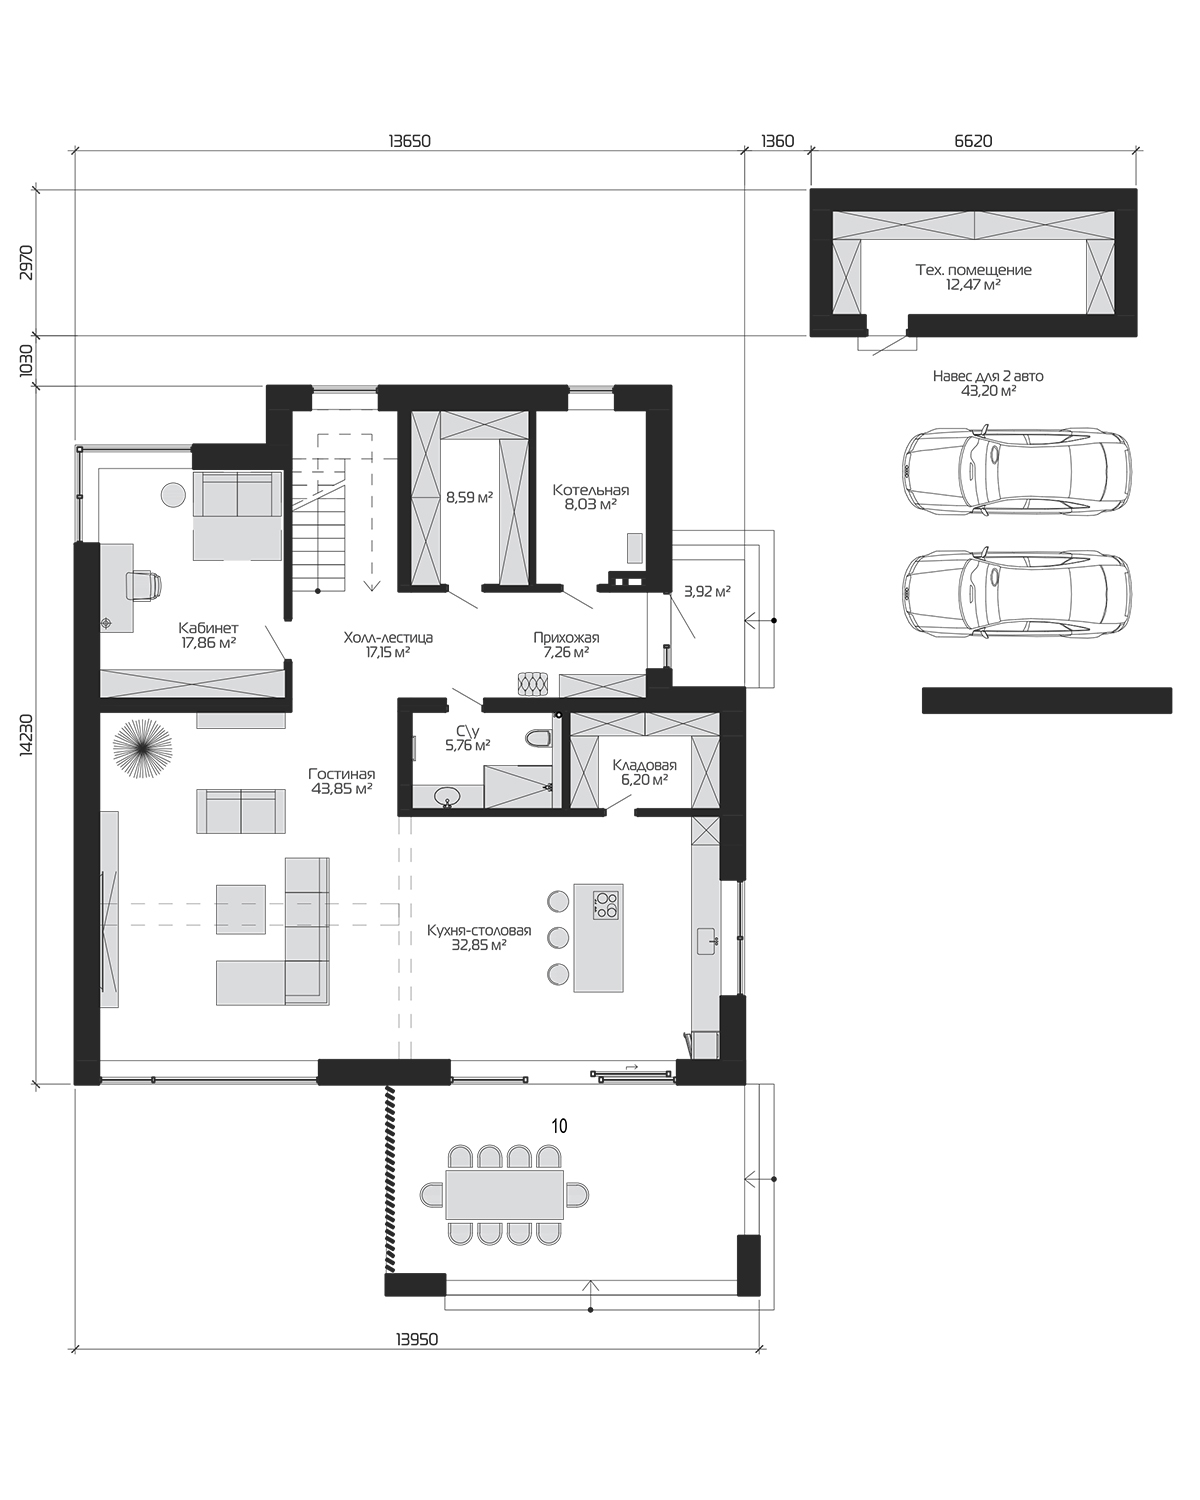 13650
1360
6620
2970
1030
14230
Тех. помещение
12,47 м²
Навес для 2 авто
43,20 м²
8,59 м²
Котельная
8,03 м²
3,92 м²
Кабинет
17,86 м²
Холл-лестица
17,15 м²
Прихожая
7,26 м²
С\у
5,76 м²
Гостиная
43,85 м²
Кладовая
6,20 м²
Кухня-столовая
32,85 м²
10
13950